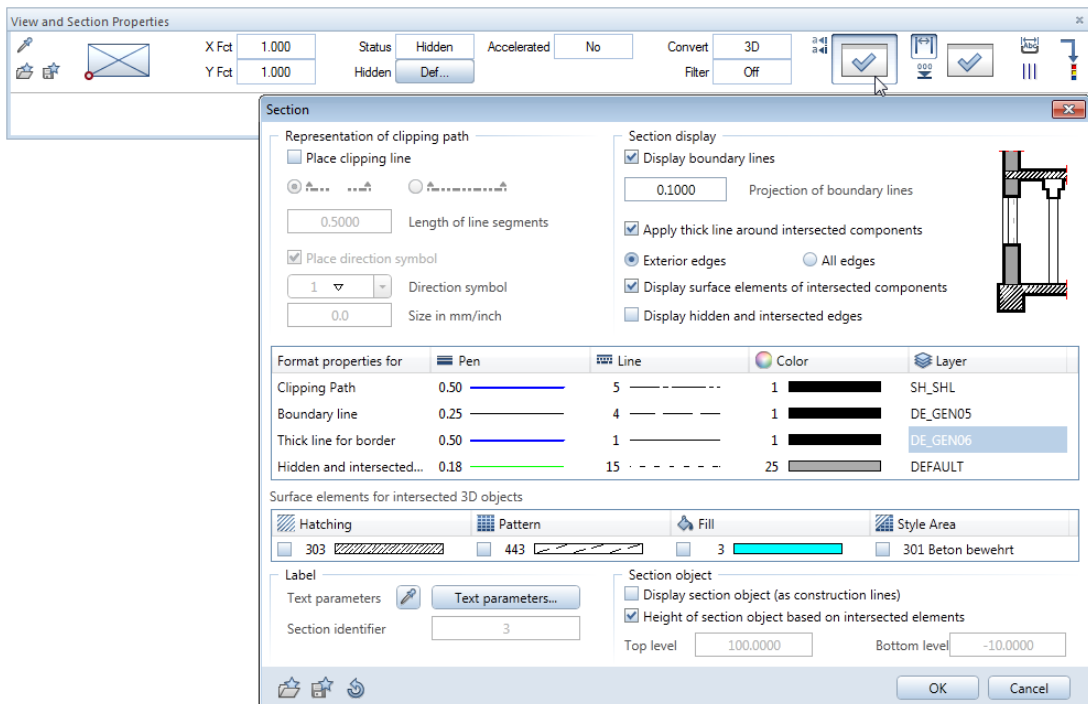 View and Section Properties
X Fct 1.000 Status Hidden Accelerated No Convert 3D
Y Fct 1.000 Hidden Def... Filter Off
Section
Representation of clipping path
Place clipping line
0.5000 Length of line segments
Place direction symbol
1 Direction symbol
0.0 Size in mm/inch
Section display
Display boundary lines
0.1000 Projection of boundary lines
Apply thick line around intersected components
Exterior edges All edges
Display surface elements of intersected components
Display hidden and intersected edges
Format properties for Pen Line Color Layer
Clipping Path 0.50 5 1 SH_SHL
Boundary line 0.25 4 1 DE_GEN05
Thick line for border 0.50 1 1 DE_GEN06
Hidden and intersected... 0.18 15 25 DEFAULT
Surface elements for intersected 3D objects
Hatching Pattern Fill Style Area
303 443 3 301 Beton bewehrt
Label
Text parameters Text parameters...
Section identifier 3
Section object
Display section object (as construction lines)
Height of section object based on intersected elements
Top level 100.0000 Bottom level -10.0000
OK Cancel